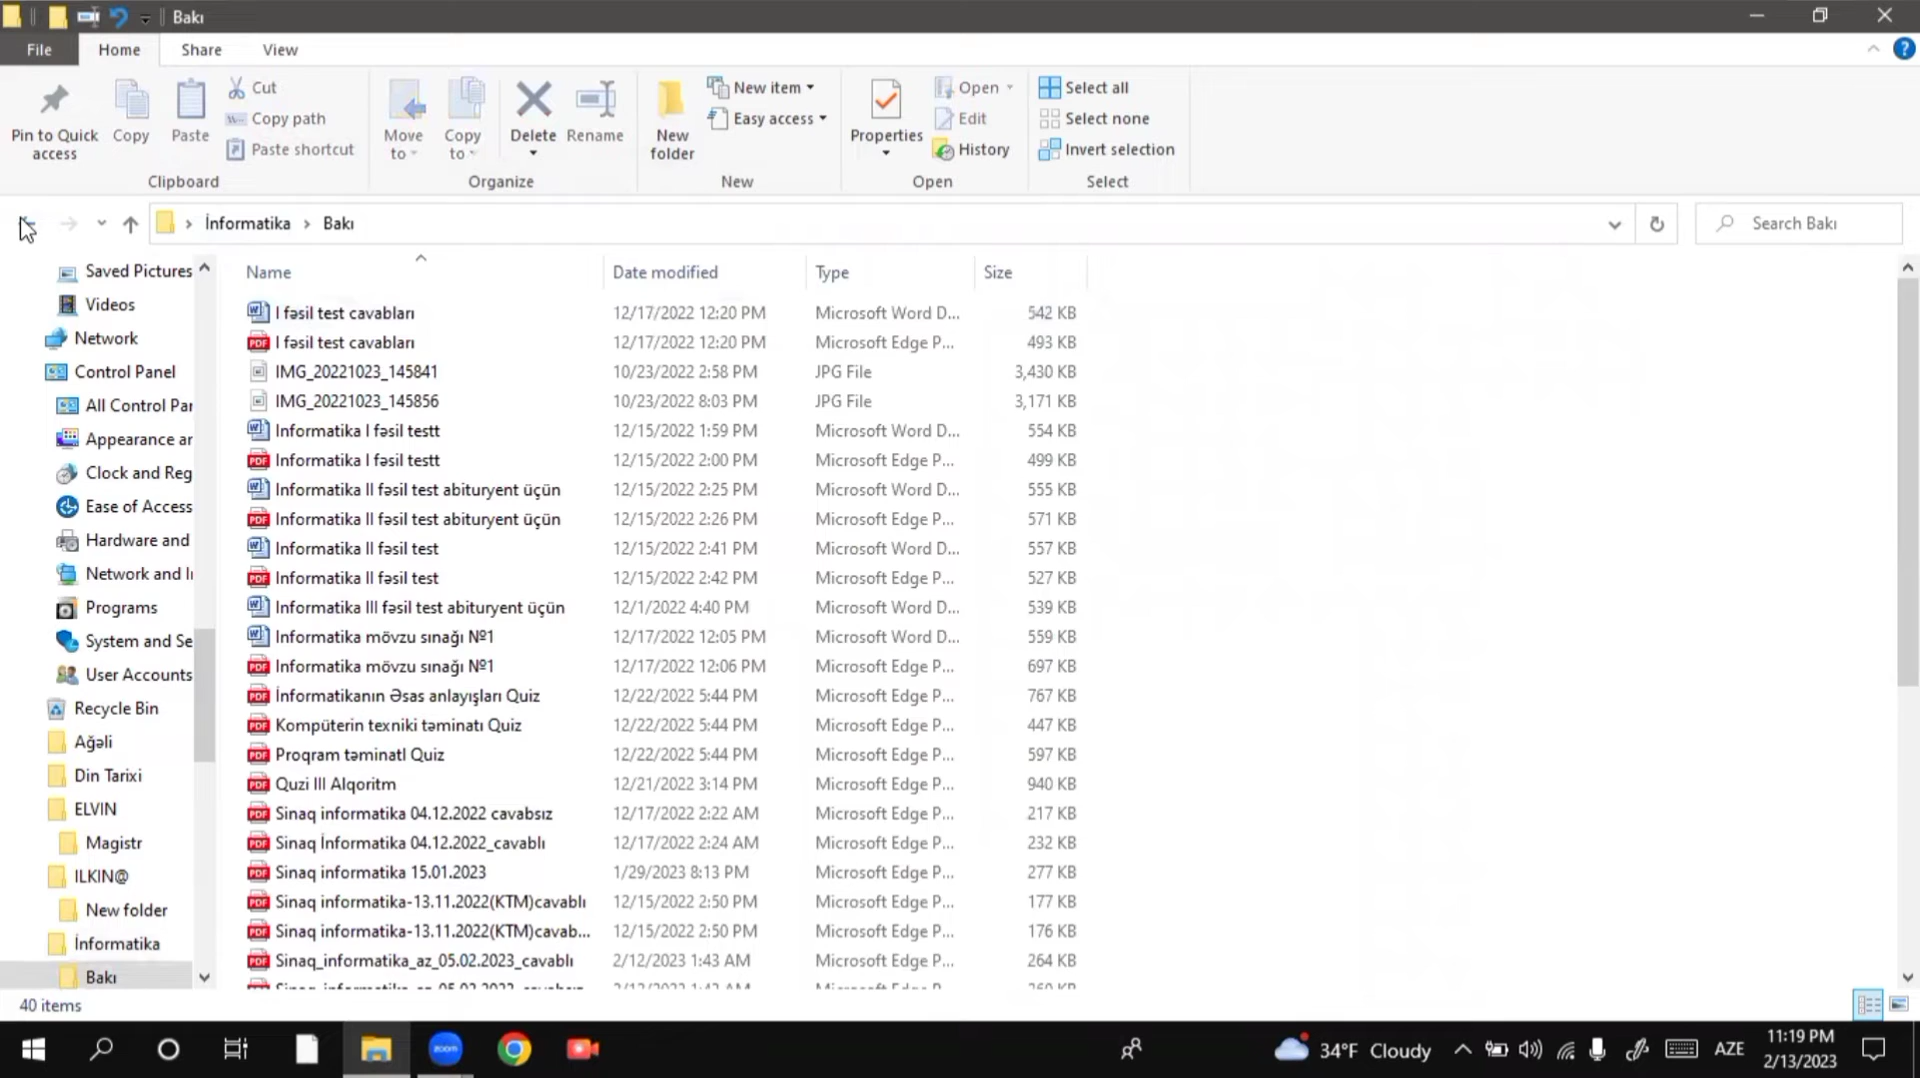 Bakı
File Home Share View
Pin to Quick access
Copy
Paste
Cut
Copy path
Paste shortcut
Clipboard
Move to
Copy to
Delete
Rename
Organize
New folder
New item
Easy access
New
Properties
Open
Edit
History
Open
Select all
Select none
Invert selection
Select
İnformatika › Bakı
Search Bakı
Saved Pictures
Videos
Network
Control Panel
All Control Par
Appearance ar
Clock and Reg
Ease of Access
Hardware and
Network and I
Programs
System and Se
User Accounts
Recycle Bin
Ağəli
Din Tarixi
ELVIN
Magistr
ILKIN@
New folder
İnformatika
Bakı
Name Date modified Type Size
I fəsil test cavabları 12/17/2022 12:20 PM Microsoft Word D... 542 KB
PDF I fəsil test cavabları 12/17/2022 12:20 PM Microsoft Edge P... 493 KB
IMG_20221023_145841 10/23/2022 2:58 PM JPG File 3,430 KB
IMG_20221023_145856 10/23/2022 8:03 PM JPG File 3,171 KB
Informatika I fəsil testt 12/15/2022 1:59 PM Microsoft Word D... 554 KB
PDF Informatika I fəsil testt 12/15/2022 2:00 PM Microsoft Edge P... 499 KB
Informatika II fəsil test abituryent üçün 12/15/2022 2:25 PM Microsoft Word D... 555 KB
PDF Informatika II fəsil test abituryent üçün 12/15/2022 2:26 PM Microsoft Edge P... 571 KB
Informatika II fəsil test 12/15/2022 2:41 PM Microsoft Word D... 557 KB
PDF Informatika II fəsil test 12/15/2022 2:42 PM Microsoft Edge P... 527 KB
Informatika III fəsil test abituryent üçün 12/1/2022 4:40 PM Microsoft Word D... 539 KB
Informatika mövzu sınağı №1 12/17/2022 12:05 PM Microsoft Word D... 559 KB
PDF Informatika mövzu sınağı №1 12/17/2022 12:06 PM Microsoft Edge P... 697 KB
PDF İnformatikanın Əsas anlayışları Quiz 12/22/2022 5:44 PM Microsoft Edge P... 767 KB
PDF Kompüterin texniki təminatı Quiz 12/22/2022 5:44 PM Microsoft Edge P... 447 KB
PDF Proqram təminatI Quiz 12/22/2022 5:44 PM Microsoft Edge P... 597 KB
PDF Quzi III Alqoritm 12/21/2022 3:14 PM Microsoft Edge P... 940 KB
PDF Sinaq informatika 04.12.2022 cavabsız 12/17/2022 2:22 AM Microsoft Edge P... 217 KB
PDF Sinaq İnformatika 04.12.2022_cavablı 12/17/2022 2:24 AM Microsoft Edge P... 232 KB
PDF Sinaq informatika 15.01.2023 1/29/2023 8:13 PM Microsoft Edge P... 277 KB
PDF Sinaq informatika-13.11.2022(KTM)cavablı 12/15/2022 2:50 PM Microsoft Edge P... 177 KB
PDF Sinaq informatika-13.11.2022(KTM)cavab... 12/15/2022 2:50 PM Microsoft Edge P... 176 KB
PDF Sinaq_informatika_az_05.02.2023_cavablı 2/12/2023 1:43 AM Microsoft Edge P... 264 KB
40 items
zoom
34°F Cloudy
AZE
11:19 PM
2/13/2023